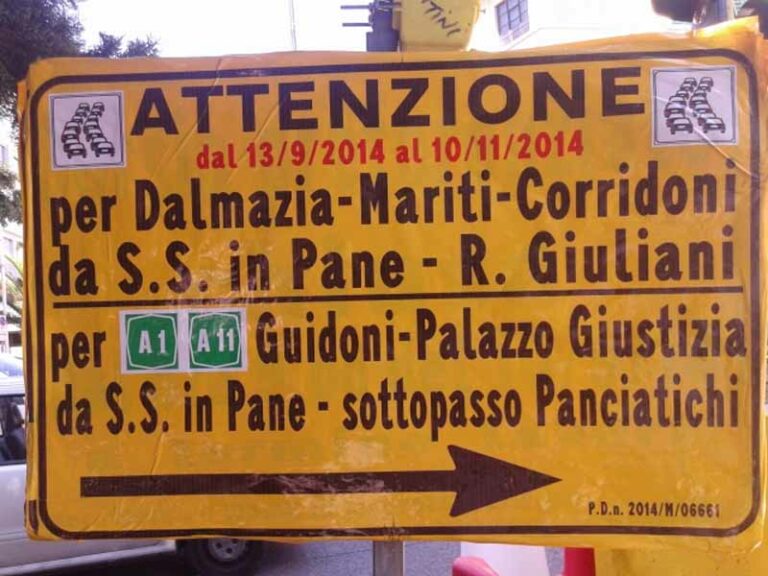 ATTENZIONE
dal 13/9/2014 al 10/11/2014
per Dalmazia-Mariti-Corridoni
da S.S. in Pane - R. Giuliani
per A1 A11 Guidoni-Palazzo Giustizia
da S.S. in Pane - sottopasso Panciatichi
P.D.n. 2014/M/06661